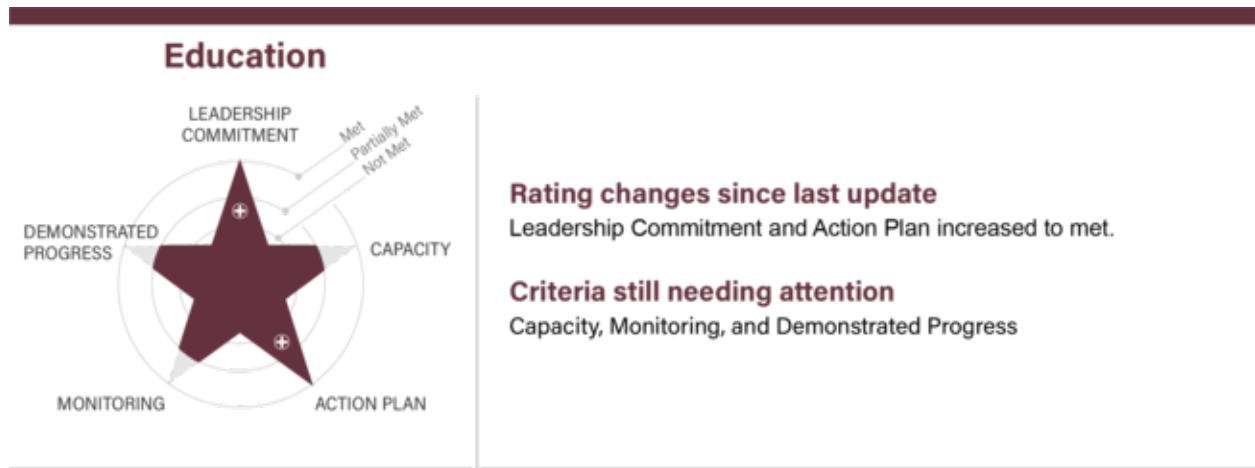 Education
LEADERSHIP
COMMITMENT
Met
Partially Met
Not Met
DEMONSTRATED
PROGRESS
CAPACITY
MONITORING
ACTION PLAN
Rating changes since last update
Leadership Commitment and Action Plan increased to met.
Criteria still needing attention
Capacity, Monitoring, and Demonstrated Progress